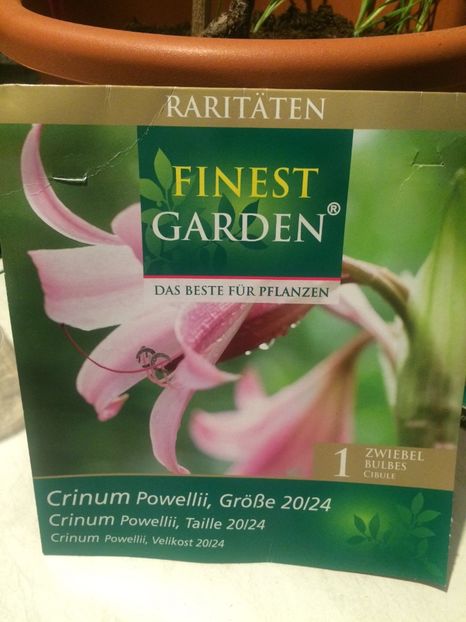 RARITÄTEN
FINEST
GARDEN®
DAS BESTE FÜR PFLANZEN
1 ZWIEBEL
BULBES
CIBULE
Crinum Powellii, Größe 20/24
Crinum Powellii, Taille 20/24
Crinum Powellii, Velikost 20/24